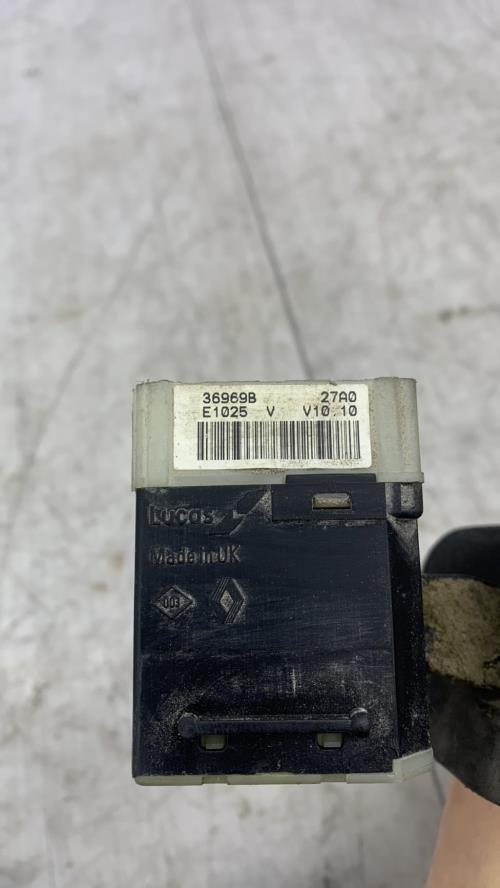 36969B 27A0
E1025 V V10.10
Lucas
Made in UK
003